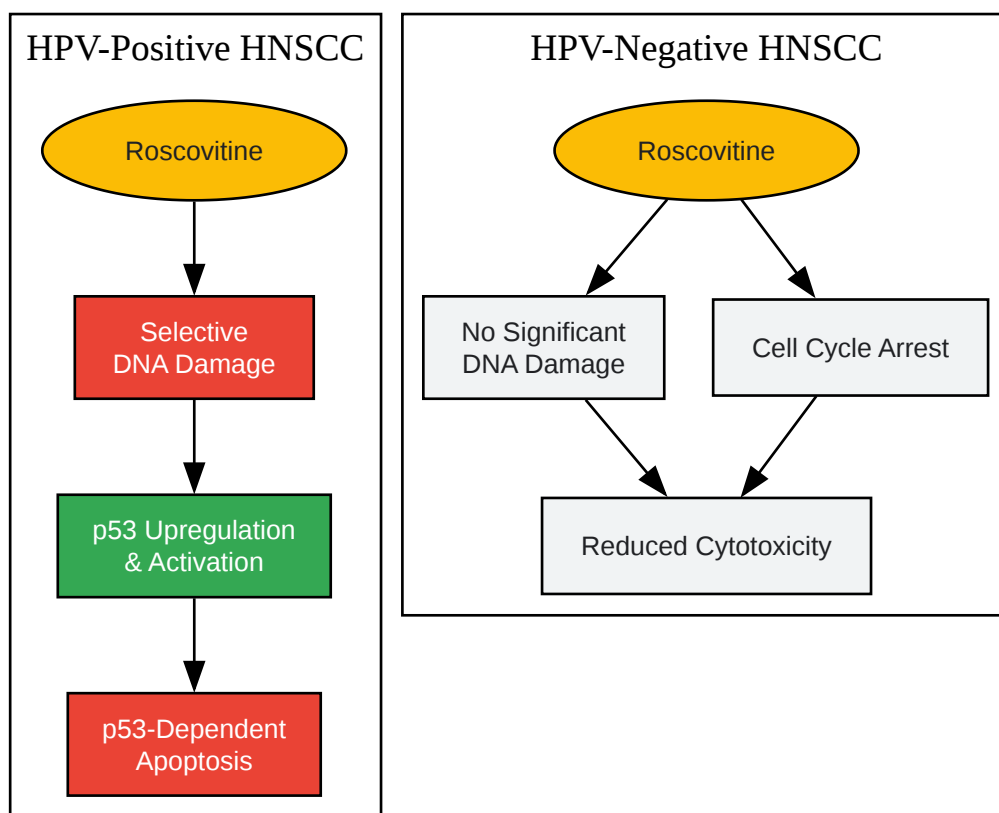 HPV-Positive HNSCC
Roscovitine
Selective
DNA Damage
p53 Upregulation
& Activation
p53-Dependent
Apoptosis
HPV-Negative HNSCC
Roscovitine
No Significant
DNA Damage
Cell Cycle Arrest
Reduced Cytotoxicity